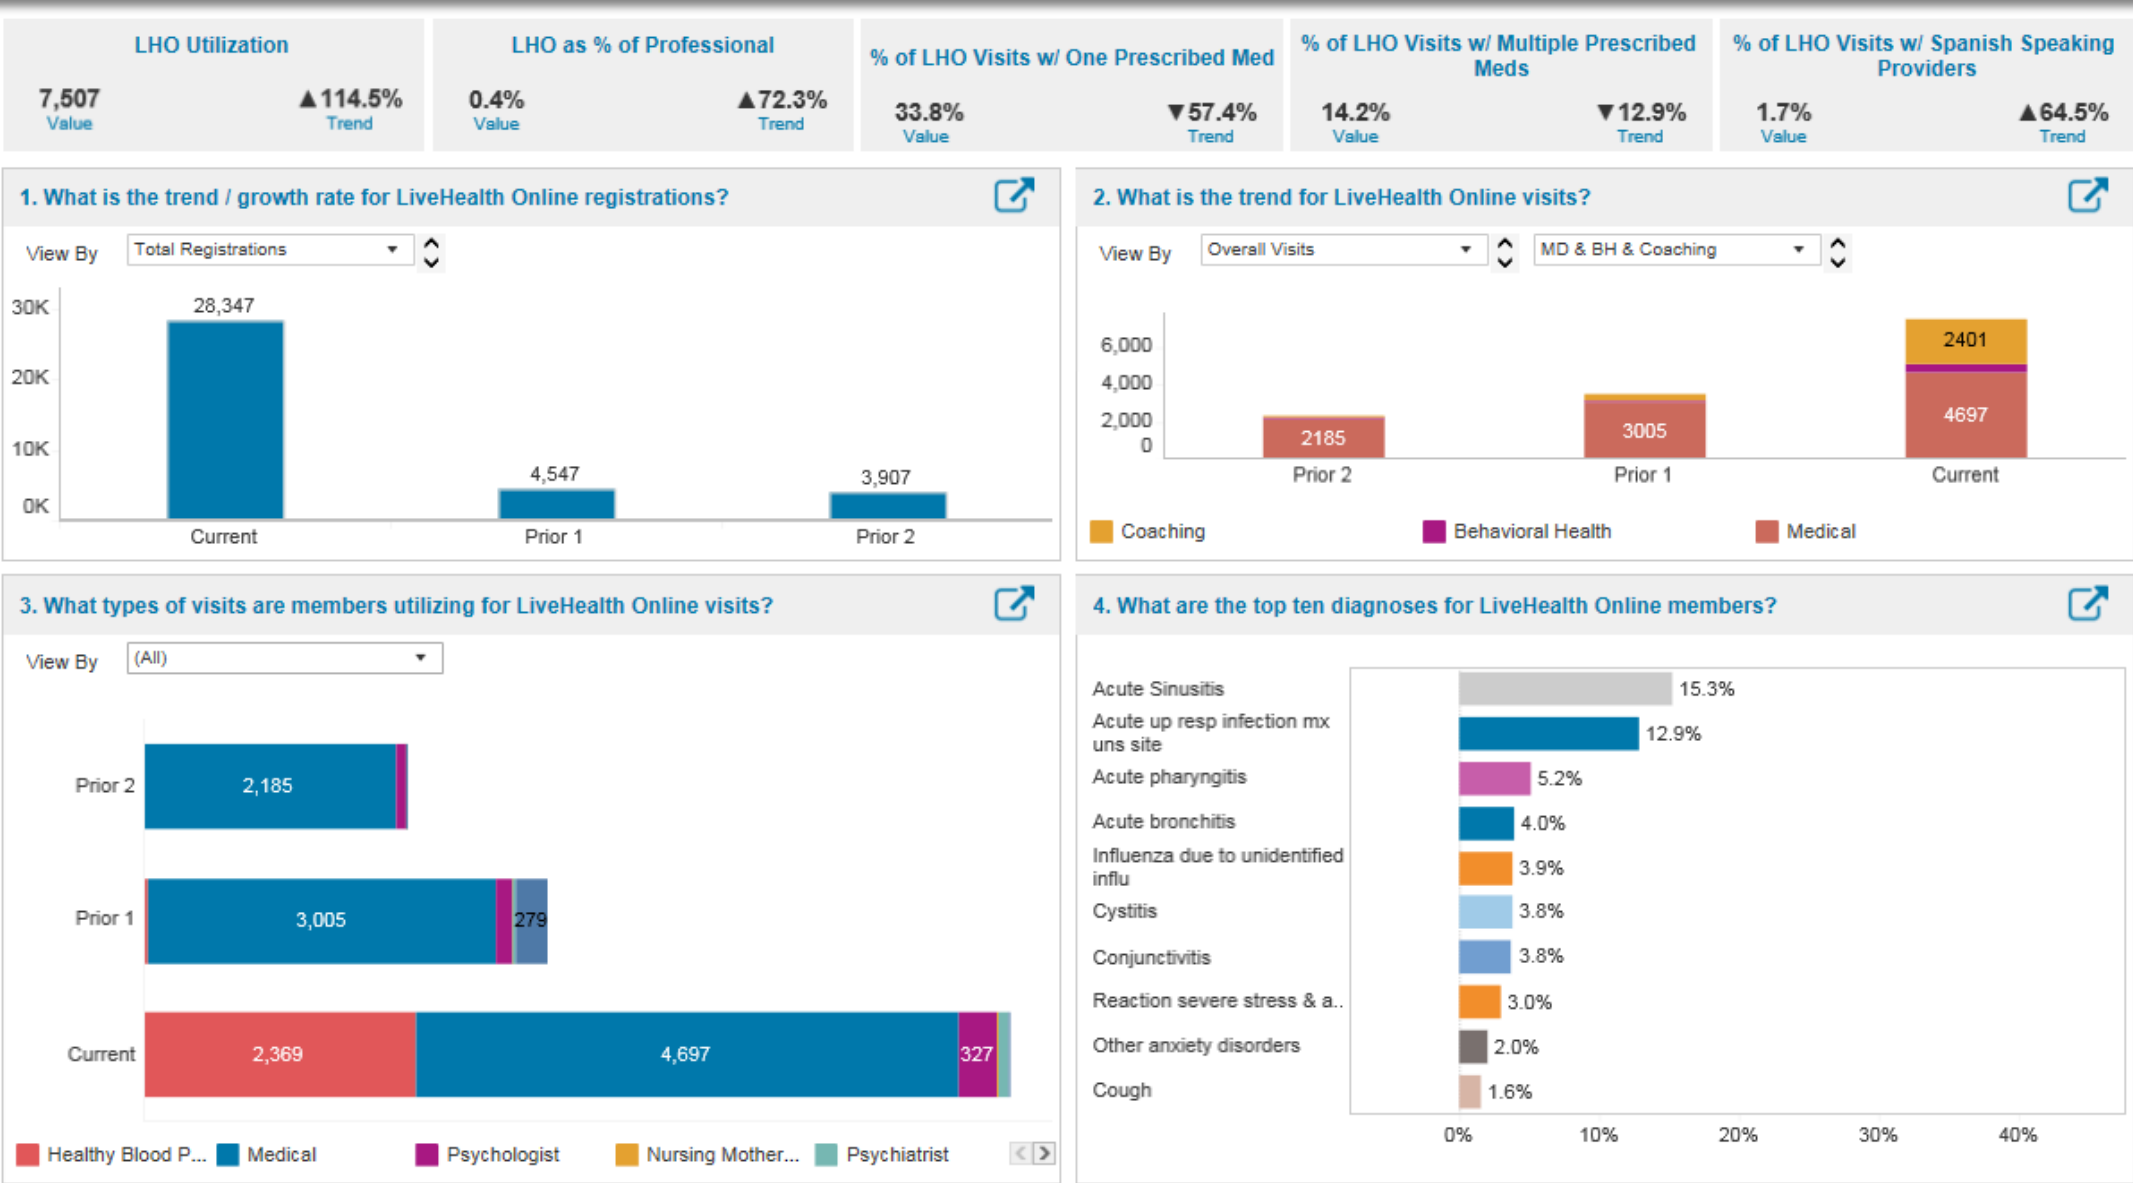 LHO Utilization
7,507
Value
▲114.5%
Trend
LHO as % of Professional
0.4%
Value
▲72.3%
Trend
% of LHO Visits w/ One Prescribed Med
33.8%
Value
▼57.4%
Trend
% of LHO Visits w/ Multiple Prescribed
Meds
14.2%
Value
▼12.9%
Trend
% of LHO Visits w/ Spanish Speaking
Providers
1.7%
Value
▲64.5%
Trend
1. What is the trend / growth rate for LiveHealth Online registrations?
View By
Total Registrations
30K
20K
10K
0K
28,347
4,547
3,907
Current
Prior 1
Prior 2
2. What is the trend for LiveHealth Online visits?
View By
Overall Visits
MD & BH & Coaching
6,000
4,000
2,000
0
2185
3005
2401
4697
Prior 2
Prior 1
Current
Coaching
Behavioral Health
Medical
3. What types of visits are members utilizing for LiveHealth Online visits?
View By
(All)
Prior 2
2,185
Prior 1
3,005
279
Current
2,369
4,697
327
Healthy Blood P...
Medical
Psychologist
Nursing Mother...
Psychiatrist
4. What are the top ten diagnoses for LiveHealth Online members?
Acute Sinusitis
15.3%
Acute up resp infection mx
uns site
12.9%
Acute pharyngitis
5.2%
Acute bronchitis
4.0%
Influenza due to unidentified
influ
3.9%
Cystitis
3.8%
Conjunctivitis
3.8%
Reaction severe stress & a..
3.0%
Other anxiety disorders
2.0%
Cough
1.6%
0%
10%
20%
30%
40%